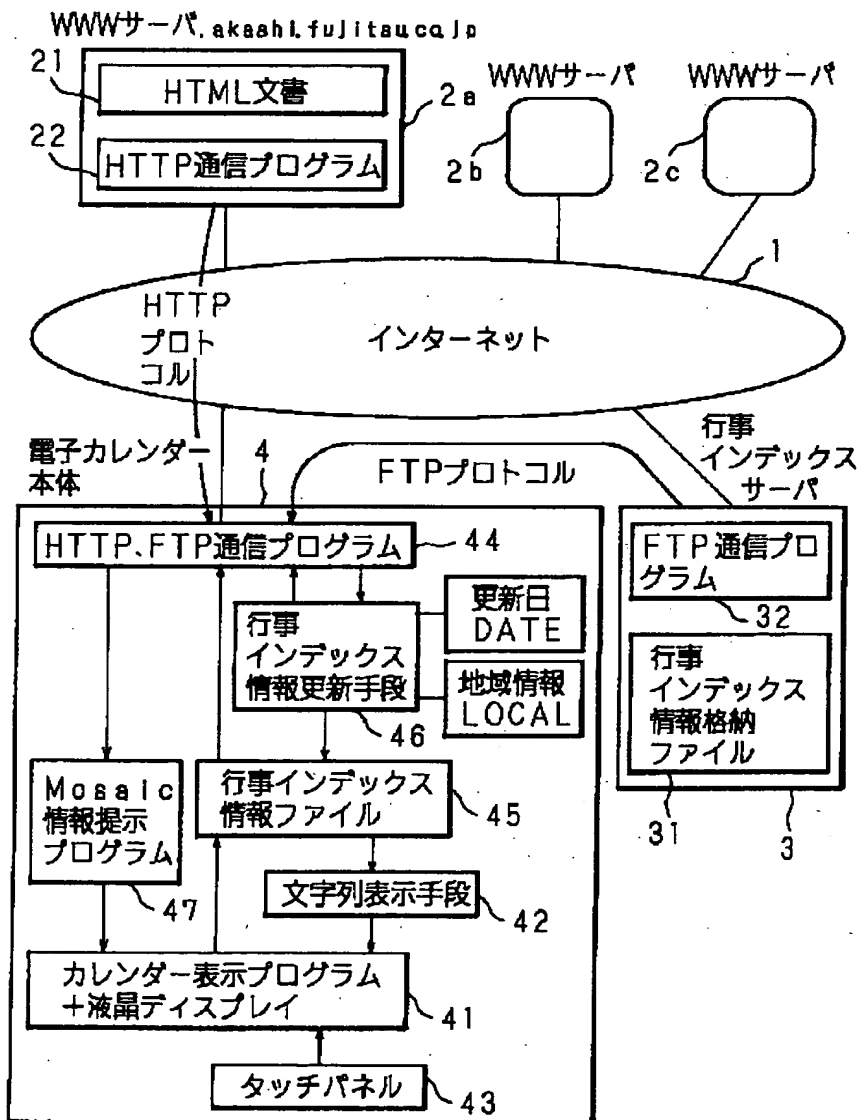 WWWサーバ.akashi.fujitsu.co.jp
21
HTML文書
2a
22
HTTP通信プログラム
WWWサーバ
2b
WWWサーバ
2c
1
HTTP
プロト
コル
インターネット
電子カレンダー
本体
4
FTPプロトコル
行事
インデックス
サーバ
HTTP、FTP通信プログラム
44
FTP通信プロ
グラム
32
行事
インデックス
情報更新手段
46
更新日
DATE
地域情報
LOCAL
行事
インデックス
情報格納
ファイル
31
3
Mosaic
情報提示
プログラム
47
行事インデックス
情報ファイル
45
文字列表示手段
42
カレンダー表示プログラム
+液晶ディスプレイ
41
タッチパネル
43